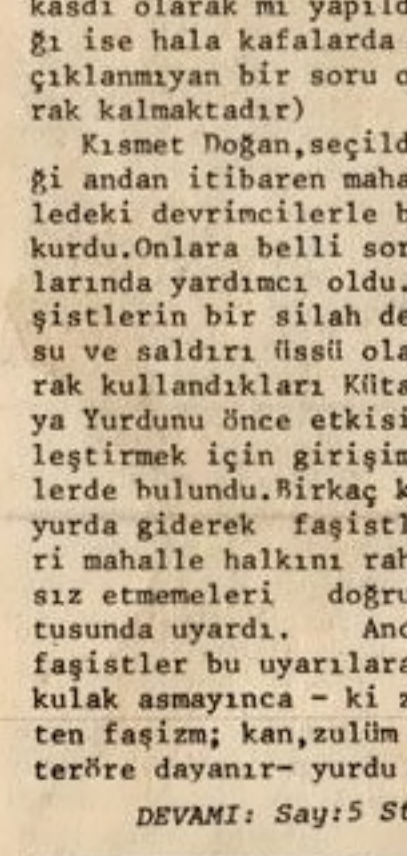 kasdı olarak mı yapıld
ğı ise hala kafalarda
çıklanmıyan bir soru o
rak kalmaktadır)
Kısmet Doğan,seçild
ği andan itibaren maha
ledeki devrimcilerle b
kurdu.Onlara belli sor
larında yardımcı oldu.
şistlerin bir silah de
su ve saldırı üssü ola
rak kullandıkları Küta
ya Yurdunu önce etkisi
leştirmek için girişim
lerde bulundu.Birkaç k
yurda giderek faşistl
ri mahalle halkını rah
sız etmemeleri doğru
tusunda uyardı. Anc
faşistler bu uyarılara
kulak asmayınca - ki z
ten faşizm; kan,zulüm
teröre dayanır- yurdu
DEVAMI: Say:5 St